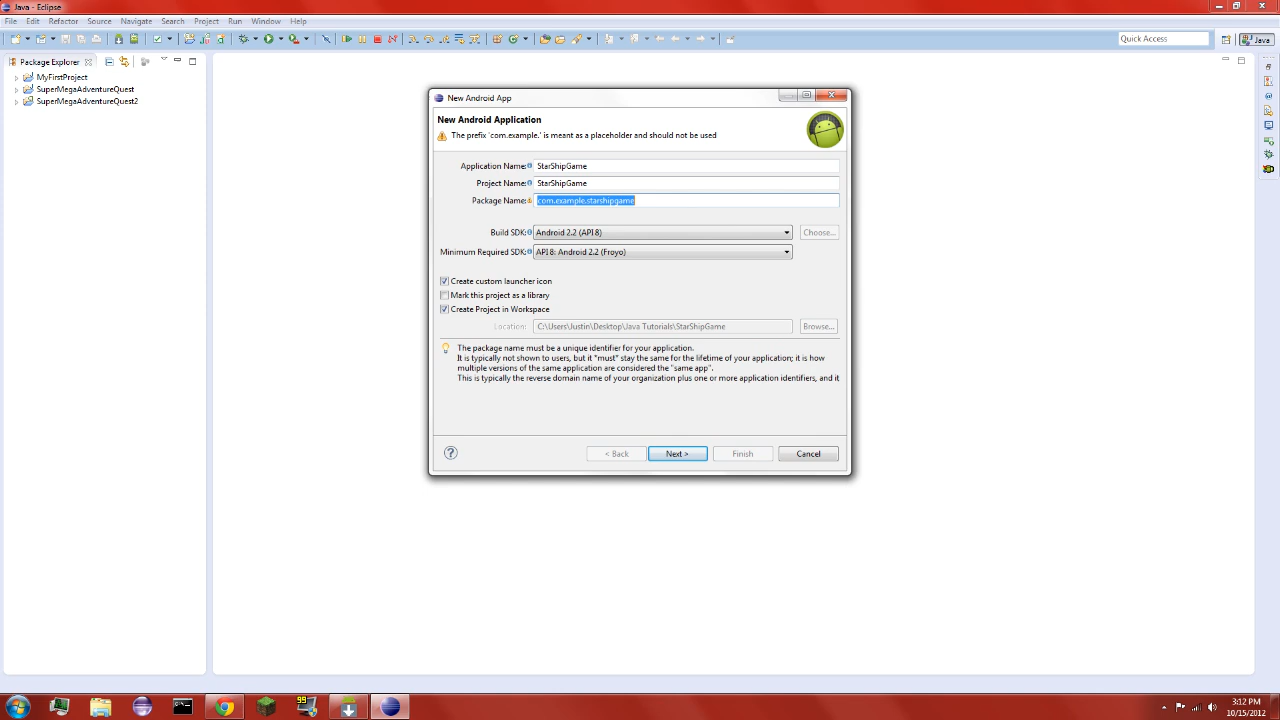 Java - Eclipse
File Edit Refactor Source Navigate Search Project Run Window Help
Quick Access
Java
Package Explorer
MyFirstProject
SuperMegaAdventureQuest
SuperMegaAdventureQuest2
New Android App
New Android Application
The prefix 'com.example.' is meant as a placeholder and should not be used
Application Name: StarShipGame
Project Name: StarShipGame
Package Name: com.example.starshipgame
Build SDK: Android 2.2 (API 8) Choose...
Minimum Required SDK: API 8: Android 2.2 (Froyo)
Create custom launcher icon
Mark this project as a library
Create Project in Workspace
Location: C:\Users\Justin\Desktop\Java Tutorials\StarShipGame Browse...
The package name must be a unique identifier for your application.
It is typically not shown to users, but it *must* stay the same for the lifetime of your application; it is how
multiple versions of the same application are considered the "same app".
This is typically the reverse domain name of your organization plus one or more application identifiers, and it
< Back Next > Finish Cancel
99
3:12 PM
10/15/2012